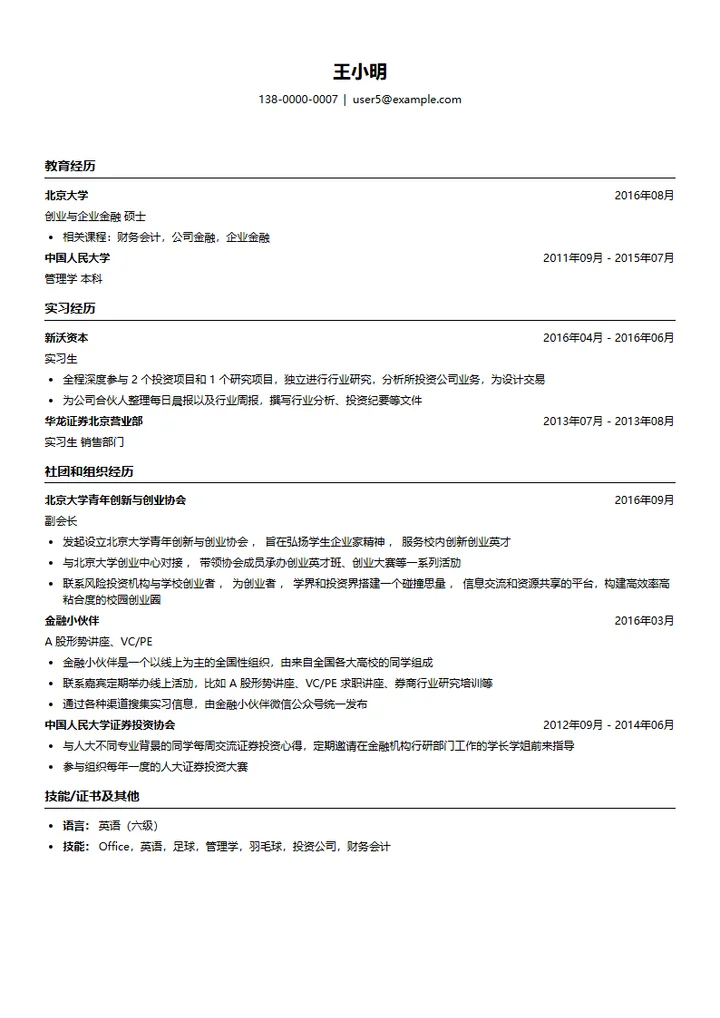 王小明
138-0000-0007 | user5@example.com
教育经历
北京大学 2016年08月
创业与企业金融 硕士
• 相关课程：财务会计，公司金融，企业金融
中国人民大学 2011年09月 - 2015年07月
管理学 本科
实习经历
新沃资本 2016年04月 - 2016年06月
实习生
• 全程深度参与 2 个投资项目和 1 个研究项目，独立进行行业研究，分析所投资公司业务，为设计交易
• 为公司合伙人整理每日晨报以及行业周报，撰写行业分析、投资纪要等文件
华龙证券北京营业部 2013年07月 - 2013年08月
实习生 销售部门
社团和组织经历
北京大学青年创新与创业协会 2016年09月
副会长
• 发起设立北京大学青年创新与创业协会 ， 旨在弘扬学生企业家精神 ， 服务校内创新创业英才
• 与北京大学创业中心对接 ， 带领协会成员承办创业英才班、创业大赛等一系列活动
• 联系风险投资机构与学校创业者 ， 为创业者 ， 学界和投资界搭建一个碰撞思量 ， 信息交流和资源共享的平台，构建高效率高
粘合度的校园创业圈
金融小伙伴 2016年03月
A 股形势讲座、VC/PE
• 金融小伙伴是一个以线上为主的全国性组织，由来自全国各大高校的同学组成
• 联系嘉宾定期举办线上活动，比如 A 股形势讲座、VC/PE 求职讲座、券商行业研究培训等
• 通过各种渠道搜集实习信息，由金融小伙伴微信公众号统一发布
中国人民大学证券投资协会 2012年09月 - 2014年06月
• 与人大不同专业背景的同学每周交流证券投资心得，定期邀请在金融机构行研部门工作的学长学姐前来指导
• 参与组织每年一度的人大证券投资大赛
技能/证书及其他
• 语言： 英语（六级）
• 技能： Office，英语，足球，管理学，羽毛球，投资公司，财务会计